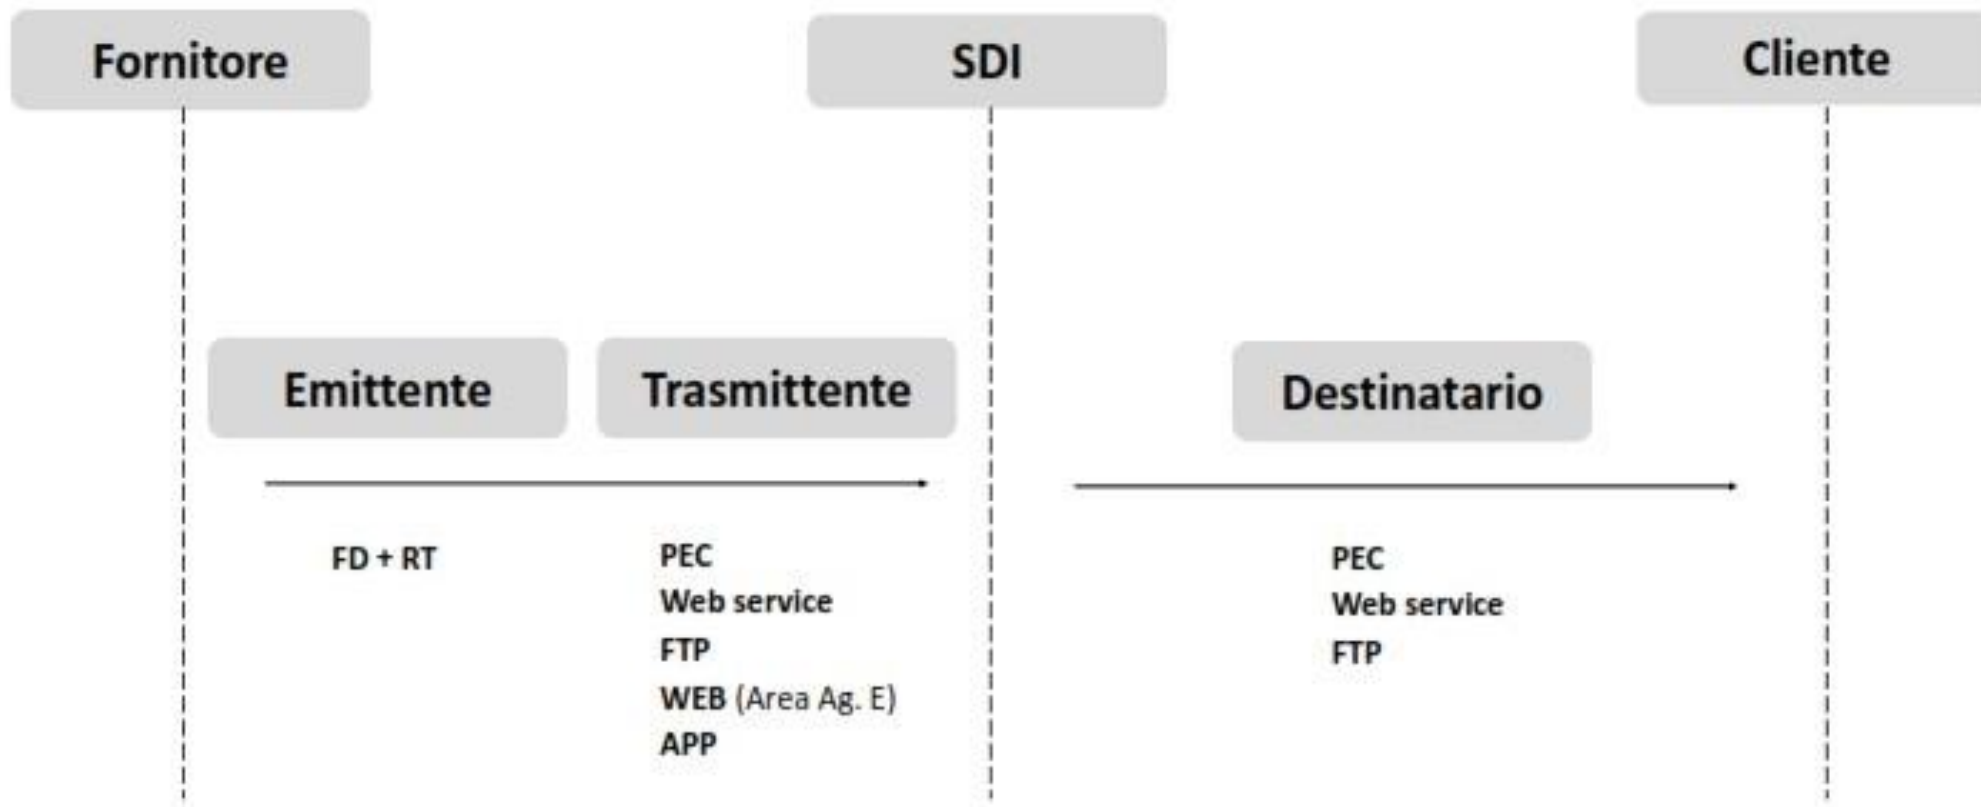 Fornitore
SDI
Cliente
Emittente
Trasmittente
Destinatario
FD + RT
PEC
Web service
FTP
WEB (Area Ag. E)
APP
PEC
Web service
FTP